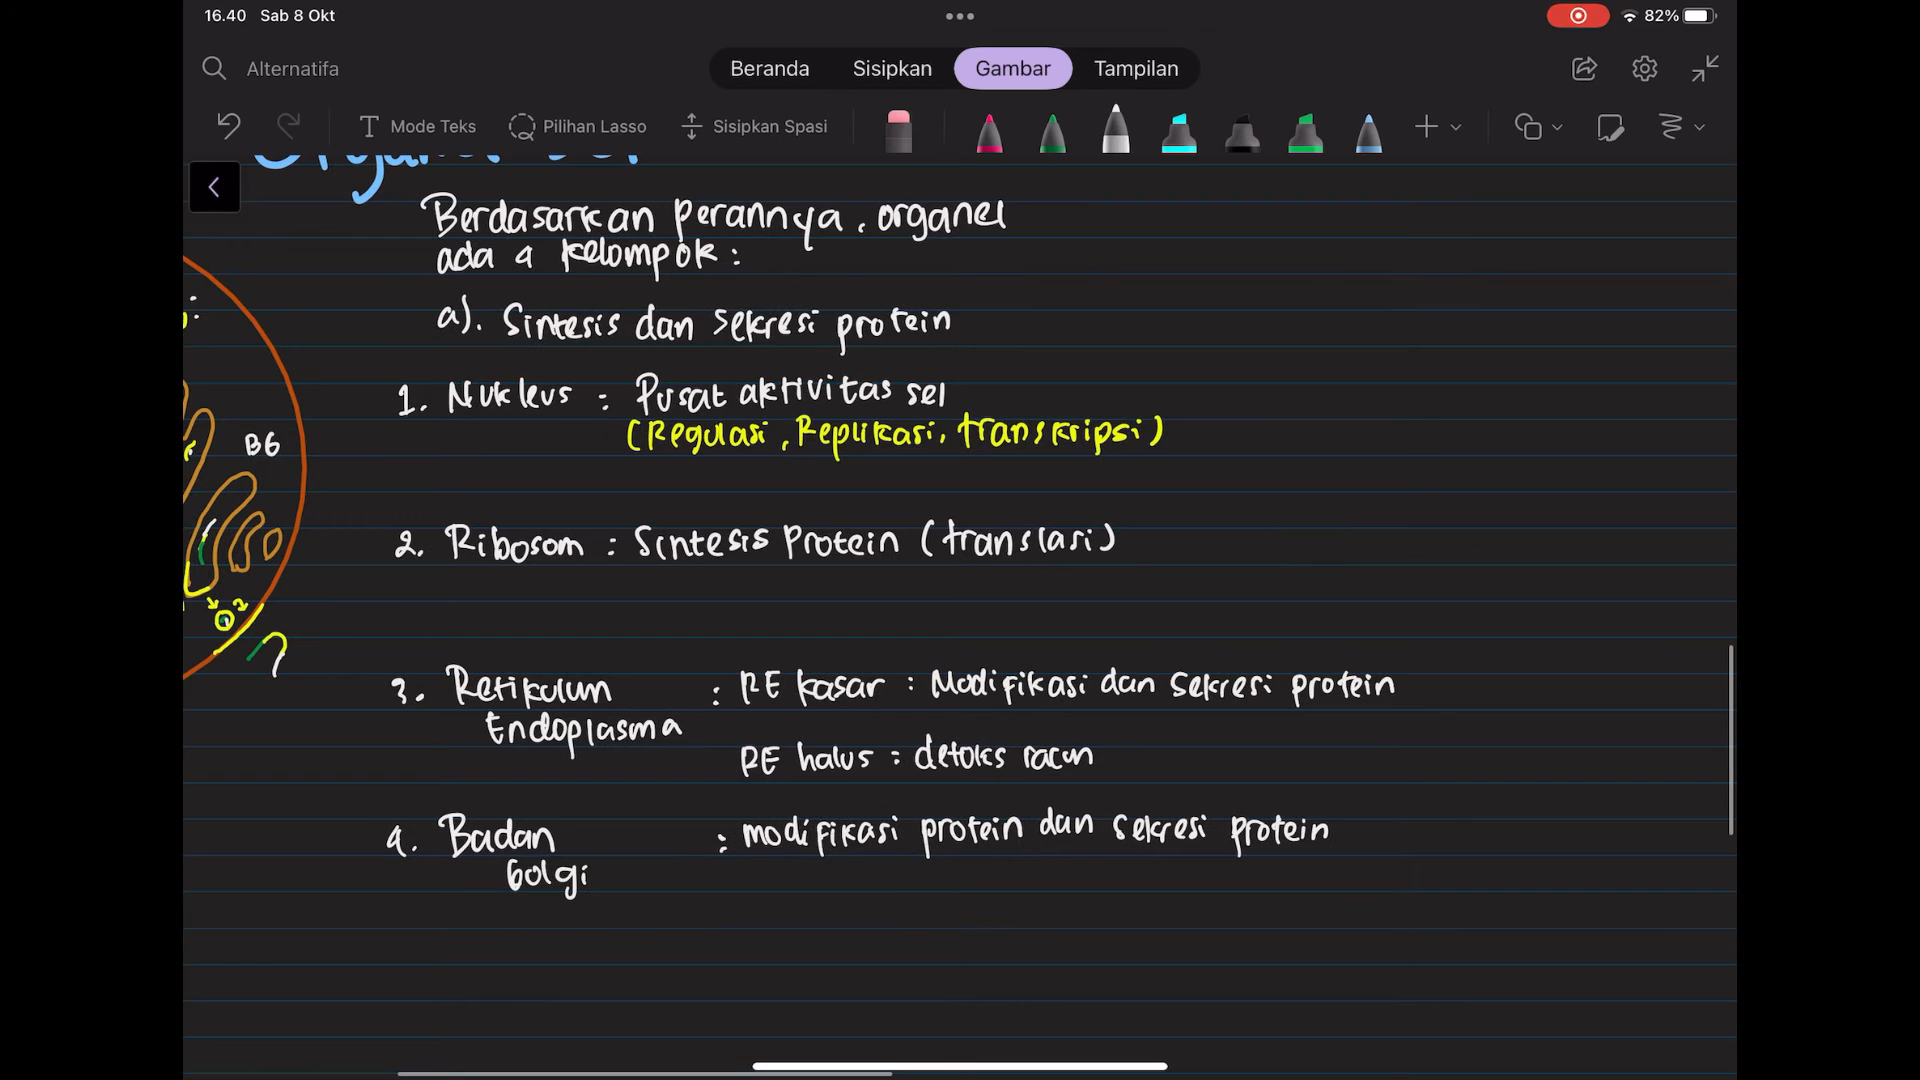 16.40 Sab 8 Okt
82%
Alternatifa
Beranda Sisipkan Gambar Tampilan
Mode Teks Pilihan Lasso Sisipkan Spasi
Berdasarkan perannya, organel
ada 4 kelompok :
a). Sintesis dan sekresi protein
1. Nukleus : Pusat aktivitas sel
(Regulasi, Replikasi, transkripsi)
BG
2. Ribosom : Sintesis Protein (translasi)
3. Retikulum : RE kasar : Modifikasi dan sekresi protein
Endoplasma
RE halus : detoks racun
4. Badan : modifikasi protein dan sekresi protein
Golgi